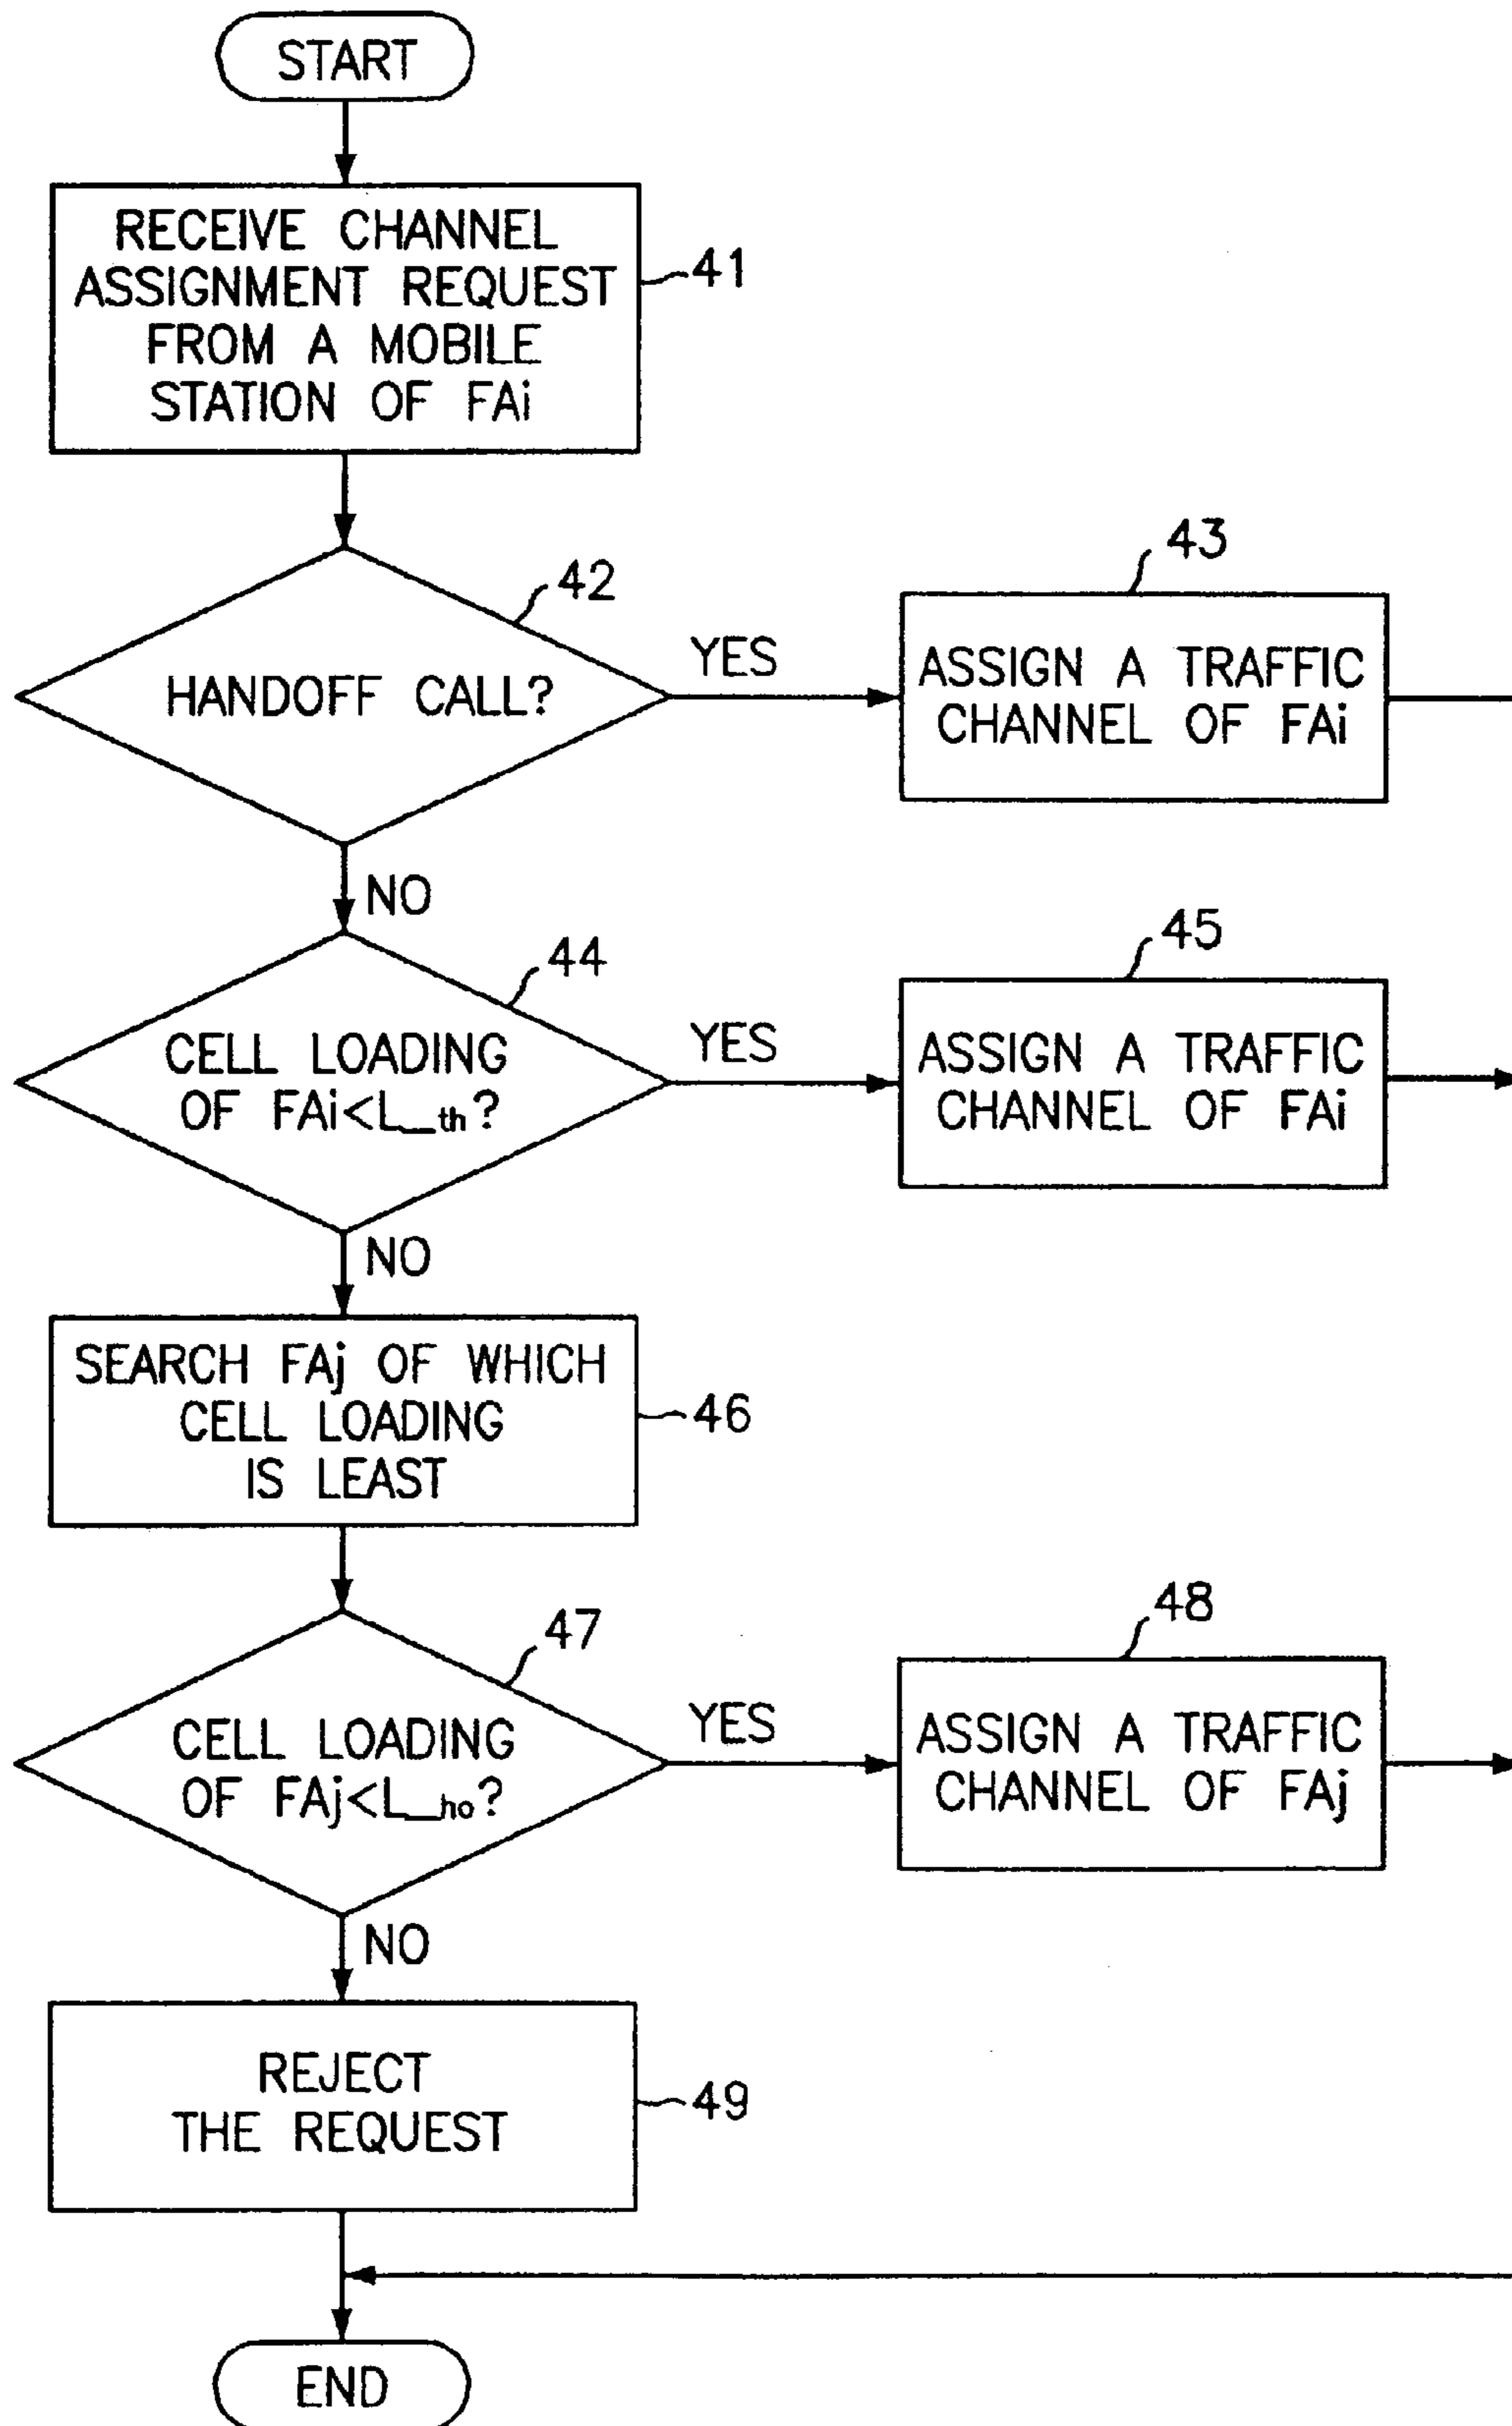 START
RECEIVE CHANNEL
ASSIGNMENT REQUEST
FROM A MOBILE
STATION OF FAi
41
HANDOFF CALL?
42
YES
43
ASSIGN A TRAFFIC
CHANNEL OF FAi
NO
CELL LOADING
OF FAi<L_th?
44
YES
45
ASSIGN A TRAFFIC
CHANNEL OF FAi
NO
SEARCH FAj OF WHICH
CELL LOADING
IS LEAST
46
CELL LOADING
OF FAj<L_ho?
47
YES
48
ASSIGN A TRAFFIC
CHANNEL OF FAj
NO
REJECT
THE REQUEST
49
END